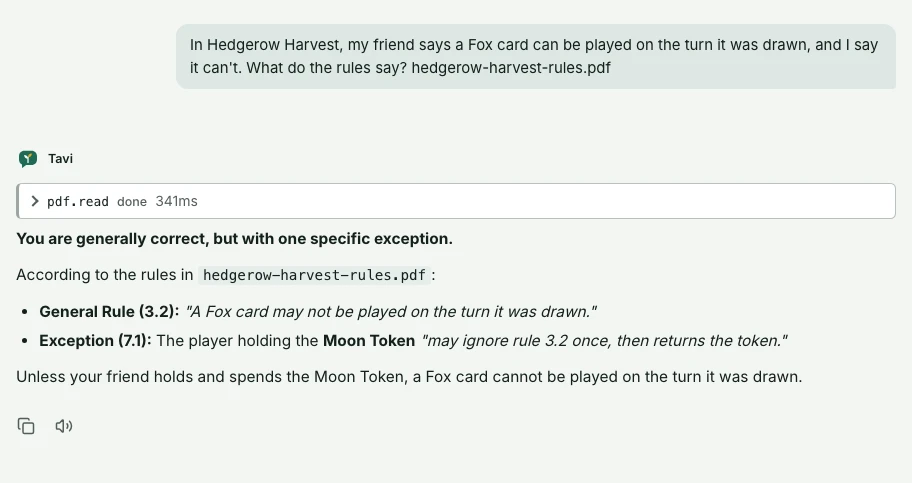 In Hedgerow Harvest, my friend says a Fox card can be played on the turn it was drawn, and I say
it can't. What do the rules say? hedgerow-harvest-rules.pdf
Tavi
pdf.read done 341ms
You are generally correct, but with one specific exception.
According to the rules in hedgerow-harvest-rules.pdf:
• General Rule (3.2): "A Fox card may not be played on the turn it was drawn."
• Exception (7.1): The player holding the Moon Token "may ignore rule 3.2 once, then returns the token."
Unless your friend holds and spends the Moon Token, a Fox card cannot be played on the turn it was drawn.